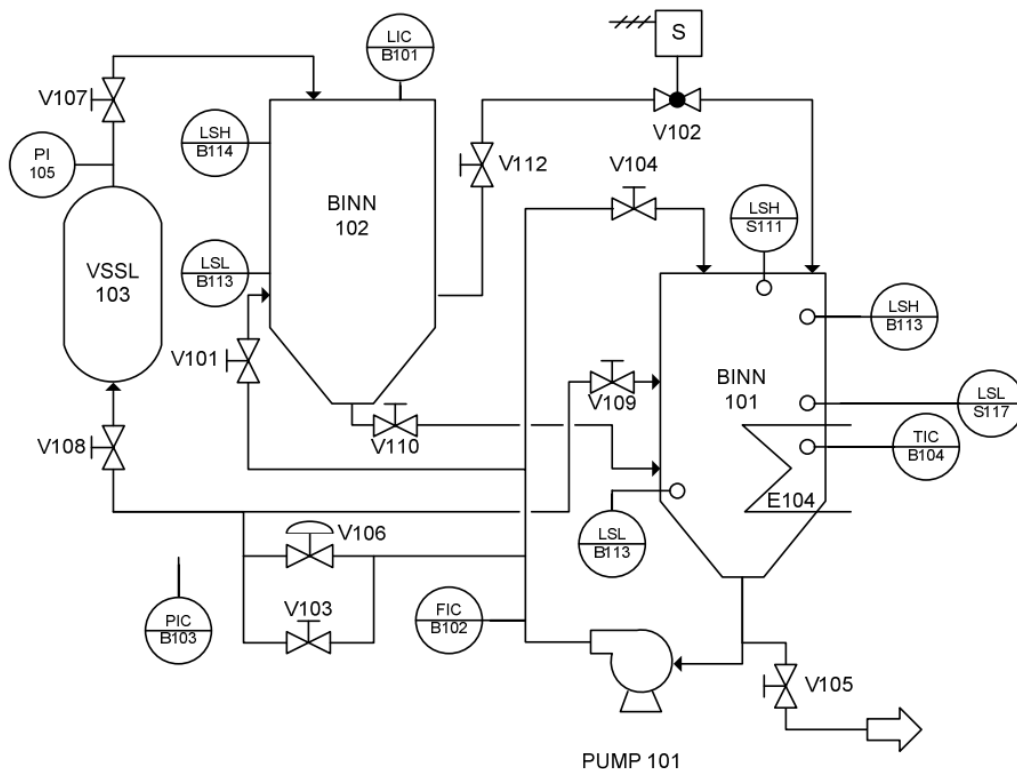 LIC
B101
S
V107
V102
LSH
B114
PI
105
V112
V104
BINN
102
LSH
S111
VSSL
103
LSL
B113
LSH
B113
V101
V109
BINN
101
LSL
S117
V108
V110
TIC
B104
E104
V106
LSL
B113
PIC
B103
V103
FIC
B102
V105
PUMP 101